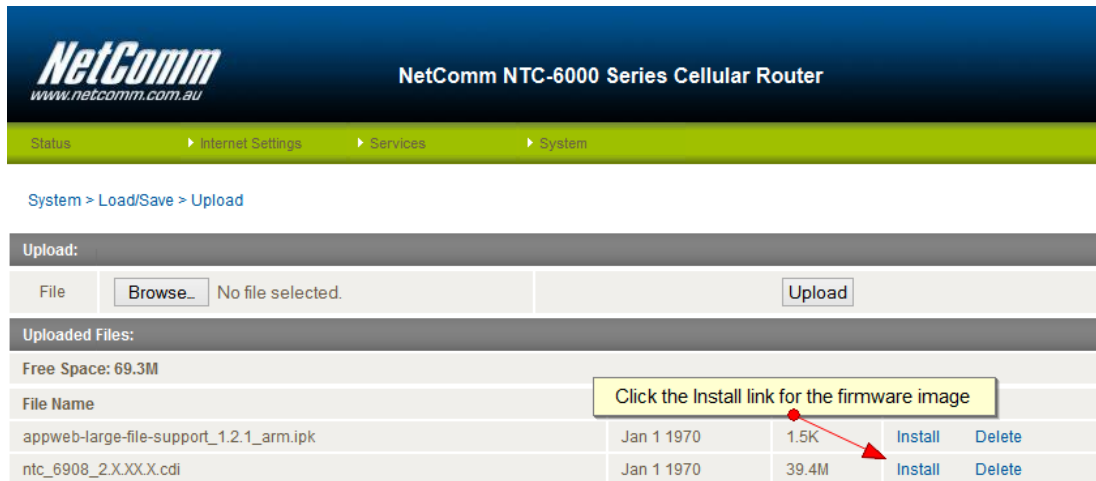 NetComm
www.netcomm.com.au
NetComm NTC-6000 Series Cellular Router
Status Internet Settings Services System
System > Load/Save > Upload
Upload:
File Browse_ No file selected. Upload
Uploaded Files:
Free Space: 69.3M
Click the Install link for the firmware image
File Name
appweb-large-file-support_1.2.1_arm.ipk Jan 1 1970 1.5K Install Delete
ntc_6908_2.X.XX.X.cdi Jan 1 1970 39.4M Install Delete